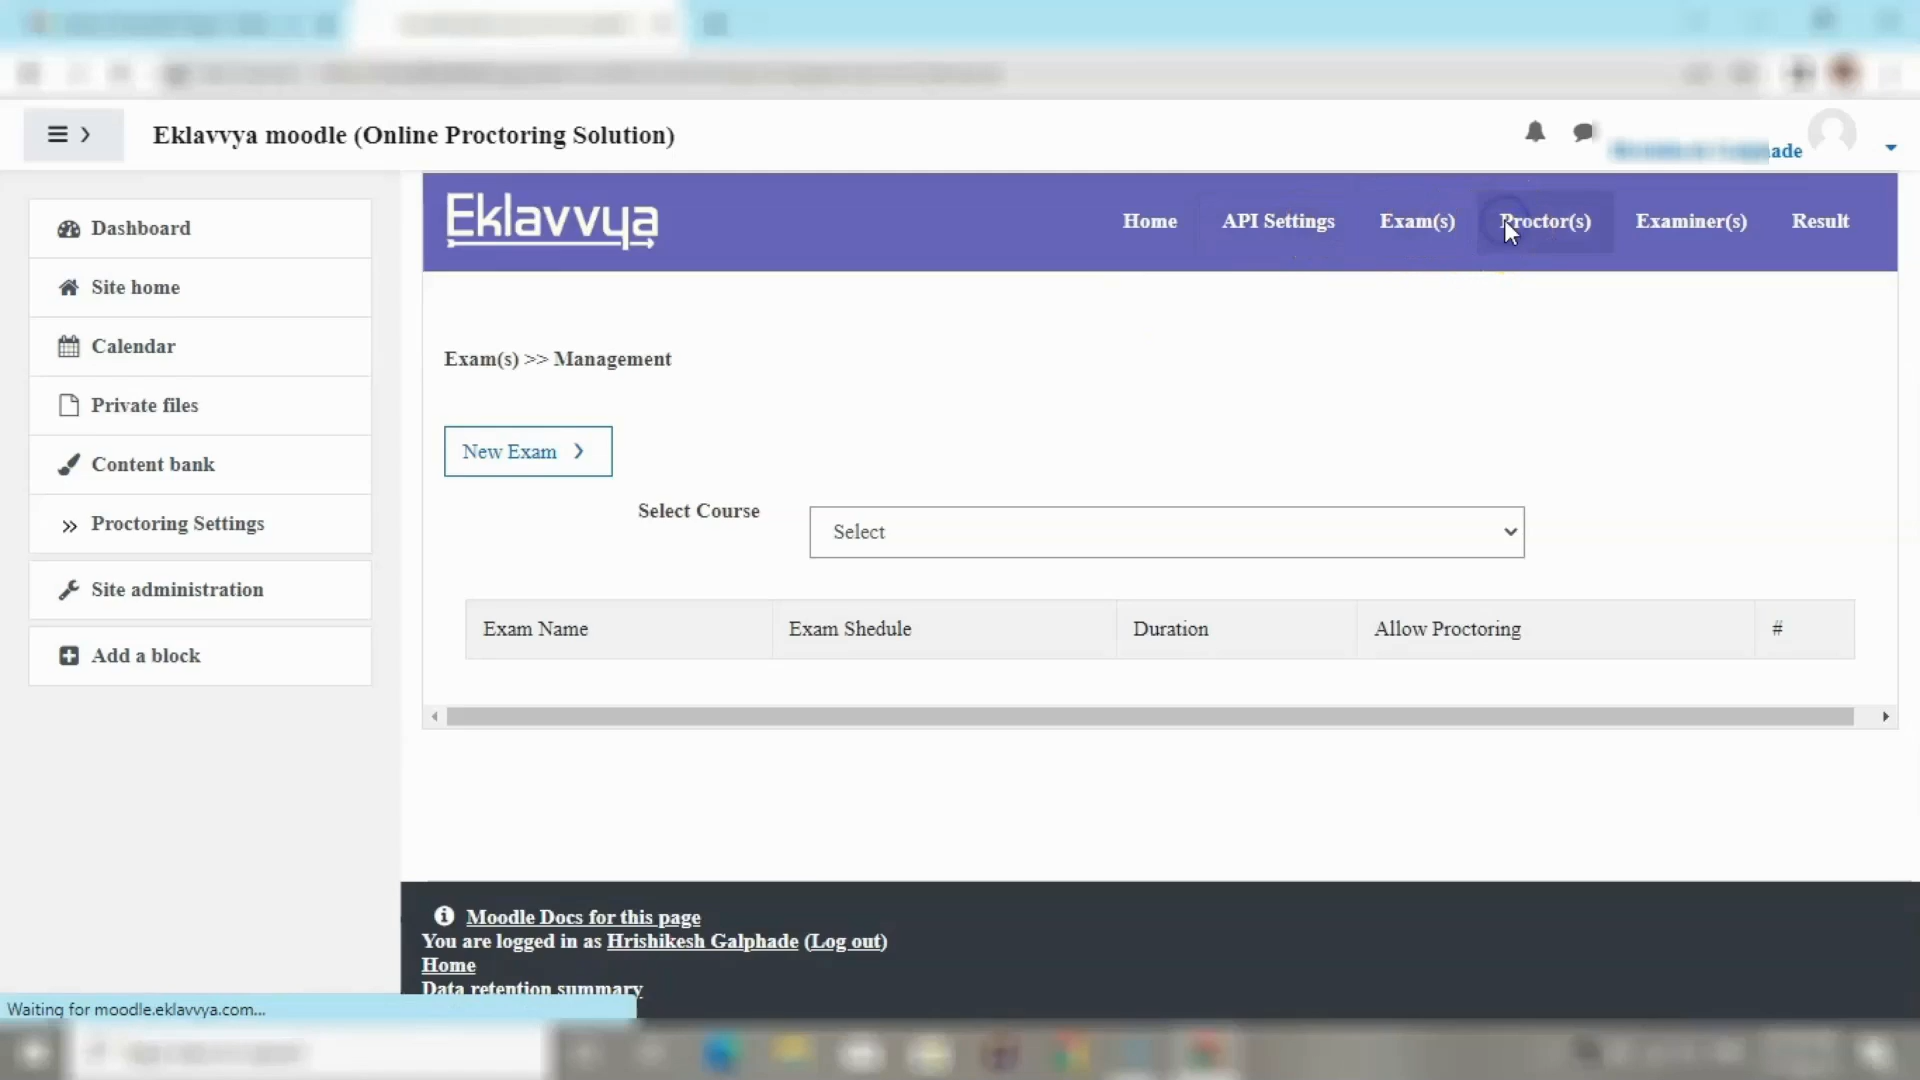 Eklavvya moodle (Online Proctoring Solution)
ade
Dashboard
Site home
Calendar
Private files
Content bank
Proctoring Settings
Site administration
Add a block
Eklavvya
Home API Settings Exam(s) Proctor(s) Examiner(s) Result
Exam(s) >> Management
New Exam
Select Course
Select
Exam Name Exam Shedule Duration Allow Proctoring #
Moodle Docs for this page
You are logged in as Hrishikesh Galphade (Log out)
Home
Data retention summary
Waiting for moodle.eklavvya.com...